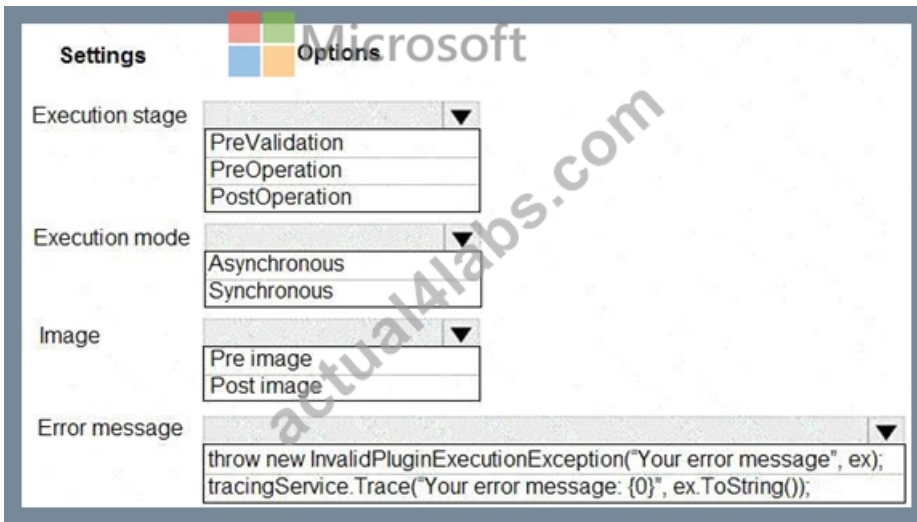 Microsoft
Settings Options
Execution stage
PreValidation
PreOperation
PostOperation
Execution mode
Asynchronous
Synchronous
Image
Pre image
Post image
Error message
throw new InvalidPluginExecutionException("Your error message", ex);
tracingService.Trace("Your error message: {0}", ex.ToString());
actual4labs.com